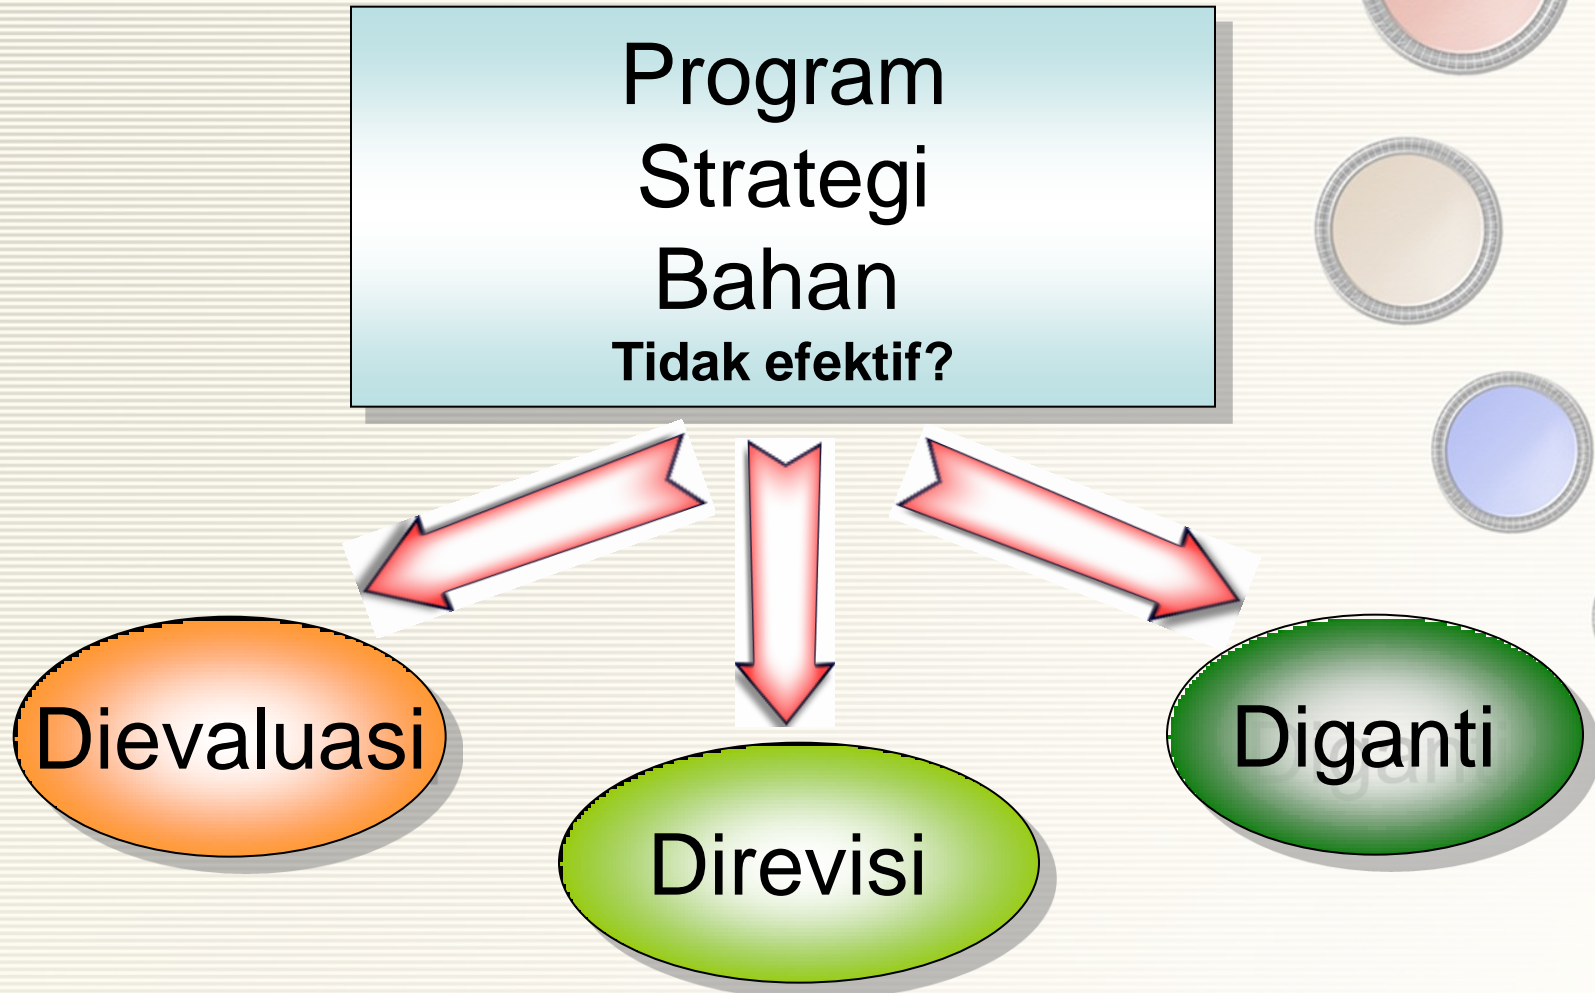 Program
Strategi
Bahan
Tidak efektif?
Dievaluasi
Direvisi
Diganti